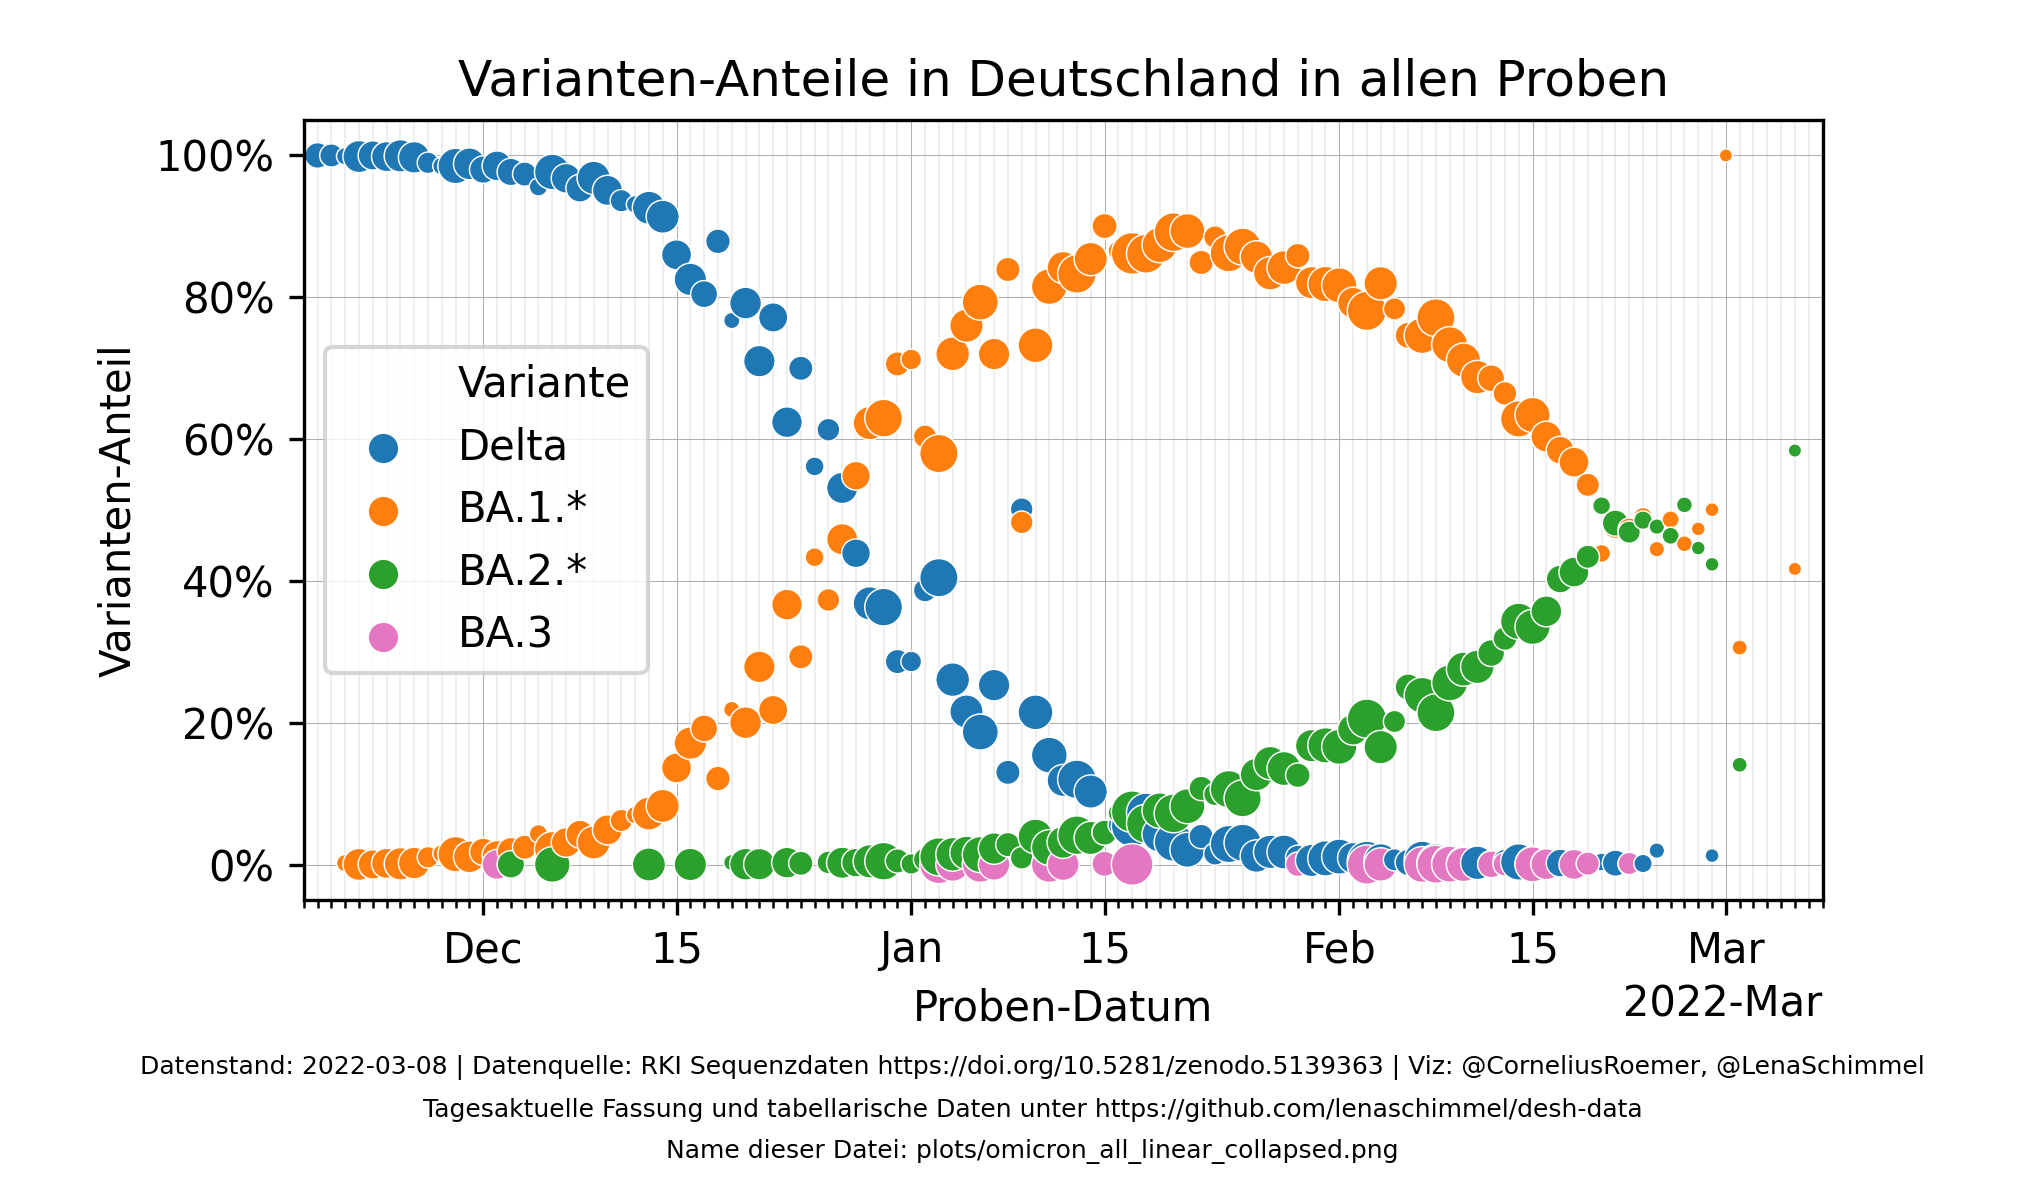 Varianten-Anteile in Deutschland in allen Proben
100%
80%
60%
40%
20%
0%
Varianten-Anteil
Variante
Delta
BA.1.*
BA.2.*
BA.3
Dec 15 Jan 15 Feb 15 Mar
Proben-Datum
2022-Mar
Datenstand: 2022-03-08 | Datenquelle: RKI Sequenzdaten https://doi.org/10.5281/zenodo.5139363 | Viz: @CorneliusRoemer, @LenaSchimmel
Tagesaktuelle Fassung und tabellarische Daten unter https://github.com/lenaschimmel/desh-data
Name dieser Datei: plots/omicron_all_linear_collapsed.png